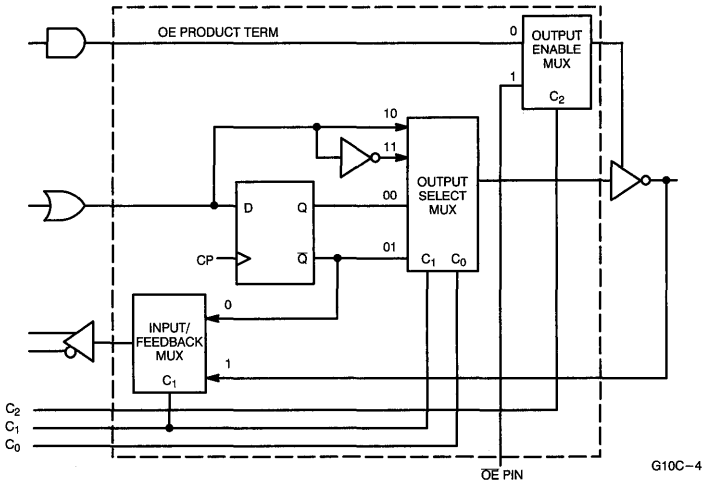 OE PRODUCT TERM
0
OUTPUT
ENABLE
MUX
1
C₂
10
11
OUTPUT
SELECT
MUX
D
Q
00
CP
Q̅
01
C₁
C₀
0
INPUT/
FEEDBACK
MUX
C₁
1
C₂
C₁
C₀
O̅E̅ PIN
G10C–4